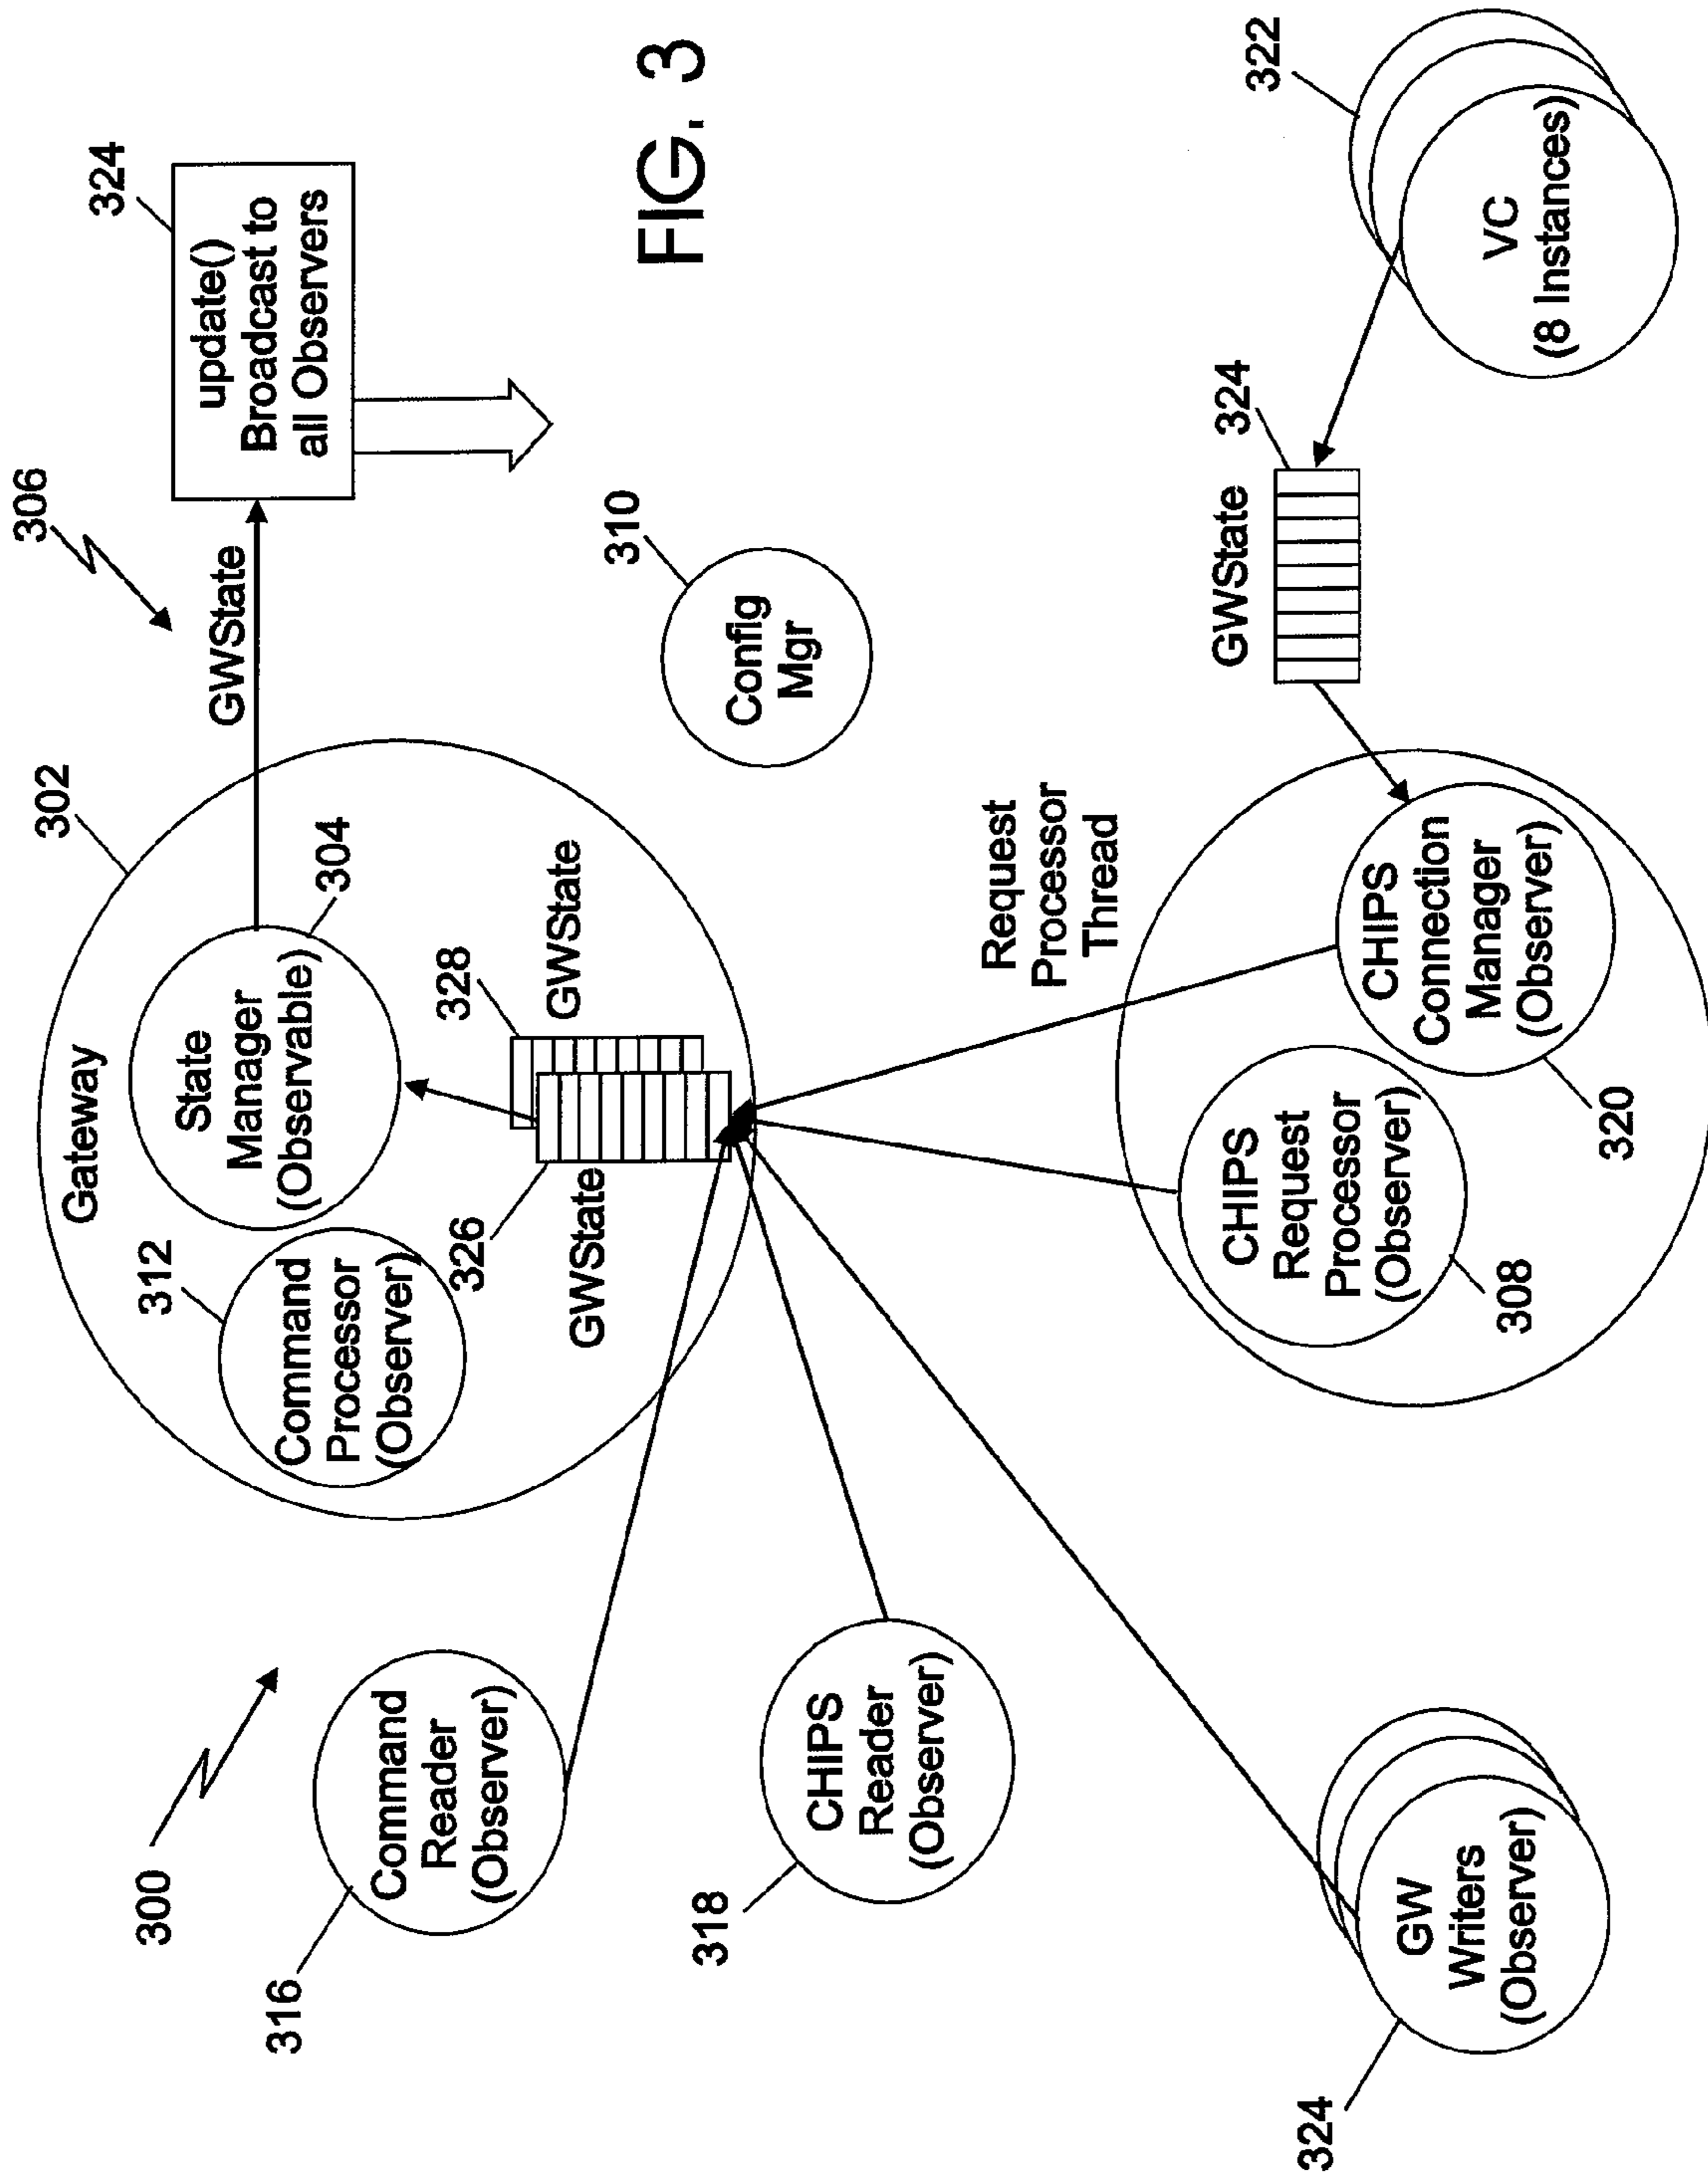 300
306
302
Gateway
312
Command
Processor
(Observer)
State
Manager
(Observable)
304
GWState
324
update()
Broadcast to
all Observers
316
Command
Reader
(Observer)
326
GWState
328
GWState
310
Config
Mgr
FIG. 3
318
CHIPS
Reader
(Observer)
Request
Processor
Thread
CHIPS
Request
Processor
(Observer)
308
CHIPS
Connection
Manager
(Observer)
320
GWState
324
322
VC
(8 Instances)
324
GW
Writers
(Observer)